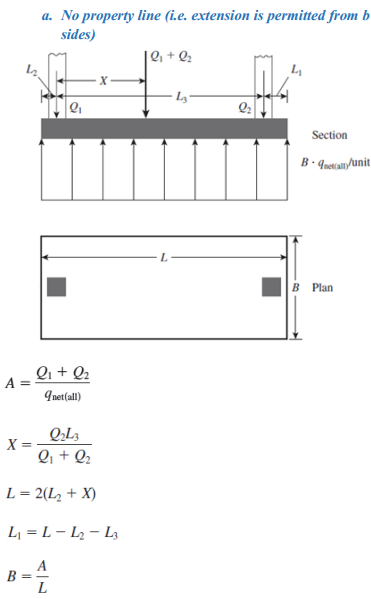 a. No property line (i.e. extension is permitted from b
sides)
Q₁ + Q₂
L₂
X
L₁
L₃
Q₁
Q₂
Section
B · qnet(all)/unit
L
B Plan
A = (Q₁ + Q₂) / qnet(all)
X = Q₂L₃ / (Q₁ + Q₂)
L = 2(L₂ + X)
L₁ = L − L₂ − L₃
B = A / L